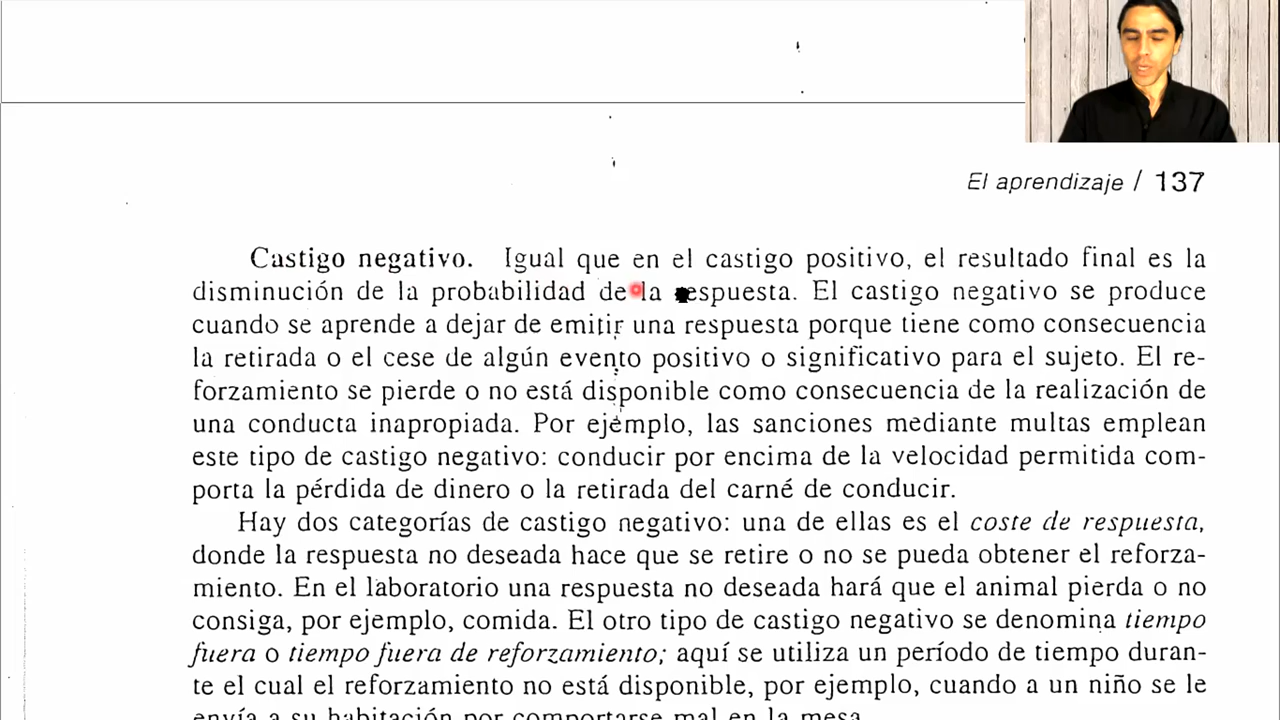 El aprendizaje / 137
Castigo negativo. Igual que en el castigo positivo, el resultado final es la
disminución de la probabilidad de la respuesta. El castigo negativo se produce
cuando se aprende a dejar de emitir una respuesta porque tiene como consecuencia
la retirada o el cese de algún evento positivo o significativo para el sujeto. El re-
forzamiento se pierde o no está disponible como consecuencia de la realización de
una conducta inapropiada. Por ejemplo, las sanciones mediante multas emplean
este tipo de castigo negativo: conducir por encima de la velocidad permitida com-
porta la pérdida de dinero o la retirada del carné de conducir.
Hay dos categorías de castigo negativo: una de ellas es el coste de respuesta,
donde la respuesta no deseada hace que se retire o no se pueda obtener el reforza-
miento. En el laboratorio una respuesta no deseada hará que el animal pierda o no
consiga, por ejemplo, comida. El otro tipo de castigo negativo se denomina tiempo
fuera o tiempo fuera de reforzamiento; aquí se utiliza un período de tiempo duran-
te el cual el reforzamiento no está disponible, por ejemplo, cuando a un niño se le
envía a su habitación por comportarse mal en la mesa.